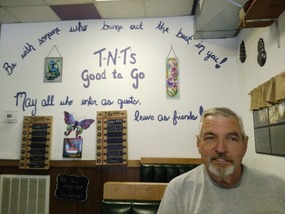 Be with someone who brings out the best in you!
T-N-T's
Good to Go
May all who enter as guests,
leave as friends!